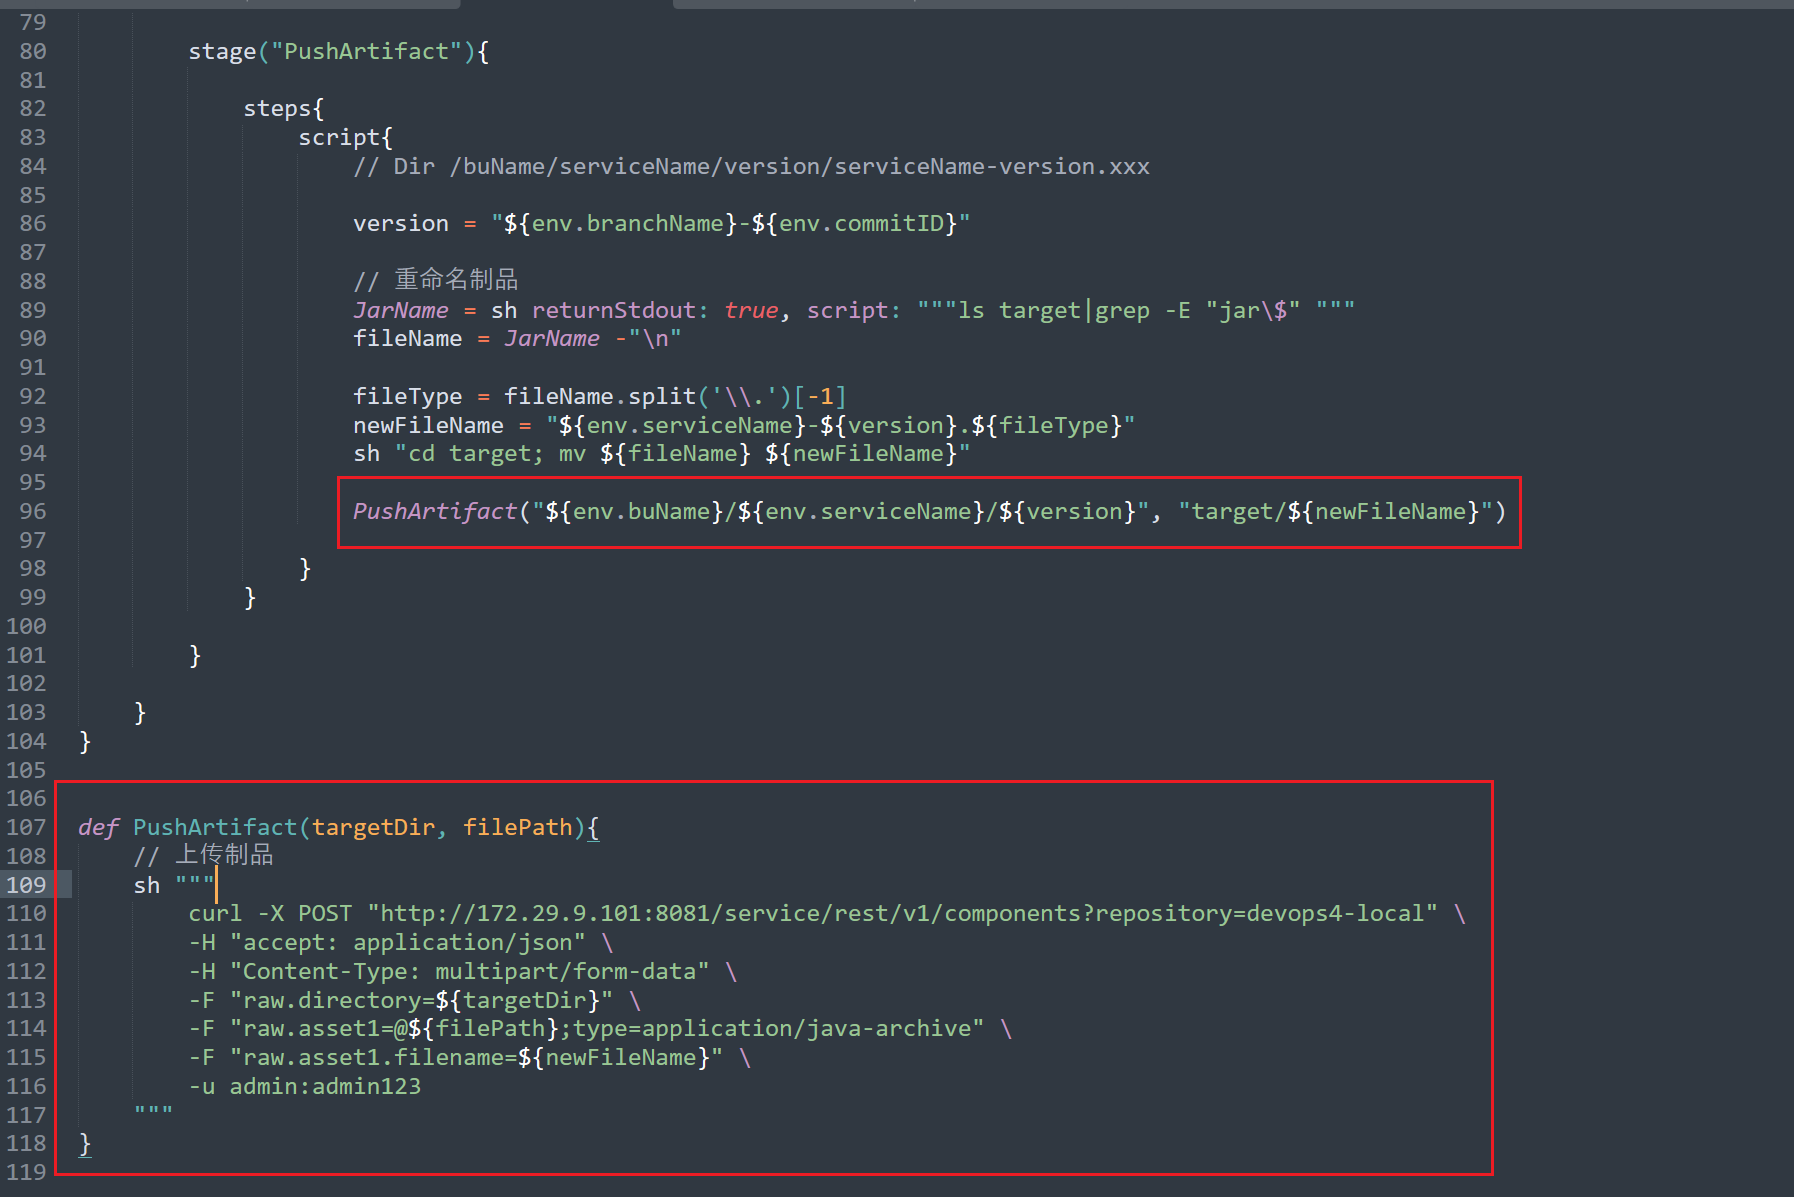 79
80 stage("PushArtifact"){
81
82 steps{
83 script{
84 // Dir /buName/serviceName/version/serviceName-version.xxx
85
86 version = "${env.branchName}-${env.commitID}"
87
88 // 重命名制品
89 JarName = sh returnStdout: true, script: """ls target|grep -E "jar\$" """
90 fileName = JarName -"\n"
91
92 fileType = fileName.split('\\.')[-1]
93 newFileName = "${env.serviceName}-${version}.${fileType}"
94 sh "cd target; mv ${fileName} ${newFileName}"
95
96 PushArtifact("${env.buName}/${env.serviceName}/${version}", "target/${newFileName}")
97
98 }
99 }
100
101 }
102
103 }
104 }
105
106
107 def PushArtifact(targetDir, filePath){
108 // 上传制品
109 sh """
110 curl -X POST "http://172.29.9.101:8081/service/rest/v1/components?repository=devops4-local" \
111 -H "accept: application/json" \
112 -H "Content-Type: multipart/form-data" \
113 -F "raw.directory=${targetDir}" \
114 -F "raw.asset1=@${filePath};type=application/java-archive" \
115 -F "raw.asset1.filename=${newFileName}" \
116 -u admin:admin123
117 """
118 }
119